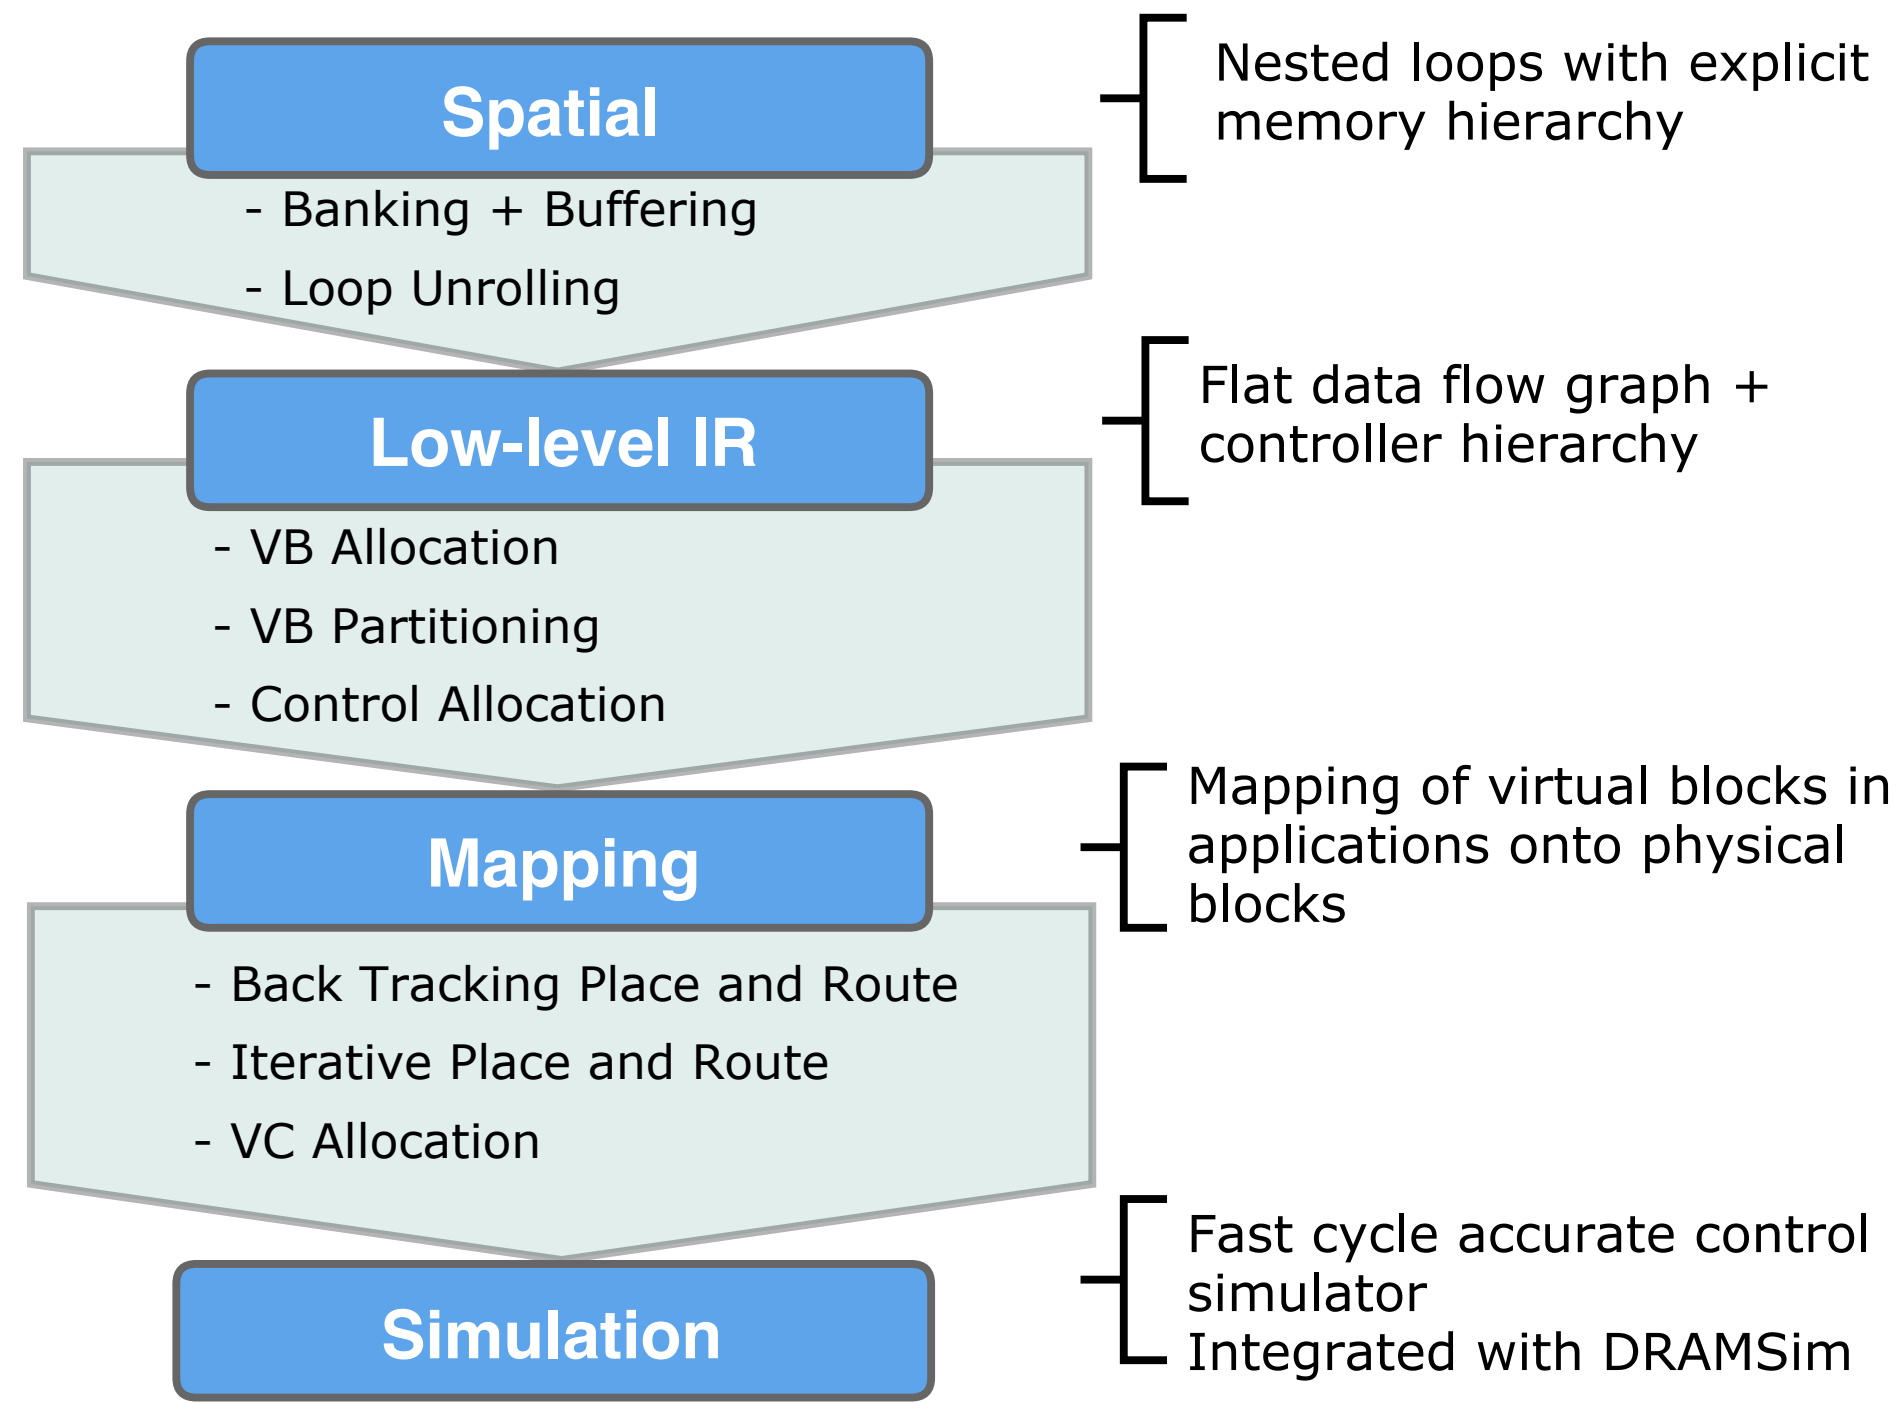 Spatial
Nested loops with explicit
memory hierarchy
- Banking + Buffering
- Loop Unrolling
Low-level IR
Flat data flow graph +
controller hierarchy
- VB Allocation
- VB Partitioning
- Control Allocation
Mapping
Mapping of virtual blocks in
applications onto physical
blocks
- Back Tracking Place and Route
- Iterative Place and Route
- VC Allocation
Simulation
Fast cycle accurate control
simulator
Integrated with DRAMSim